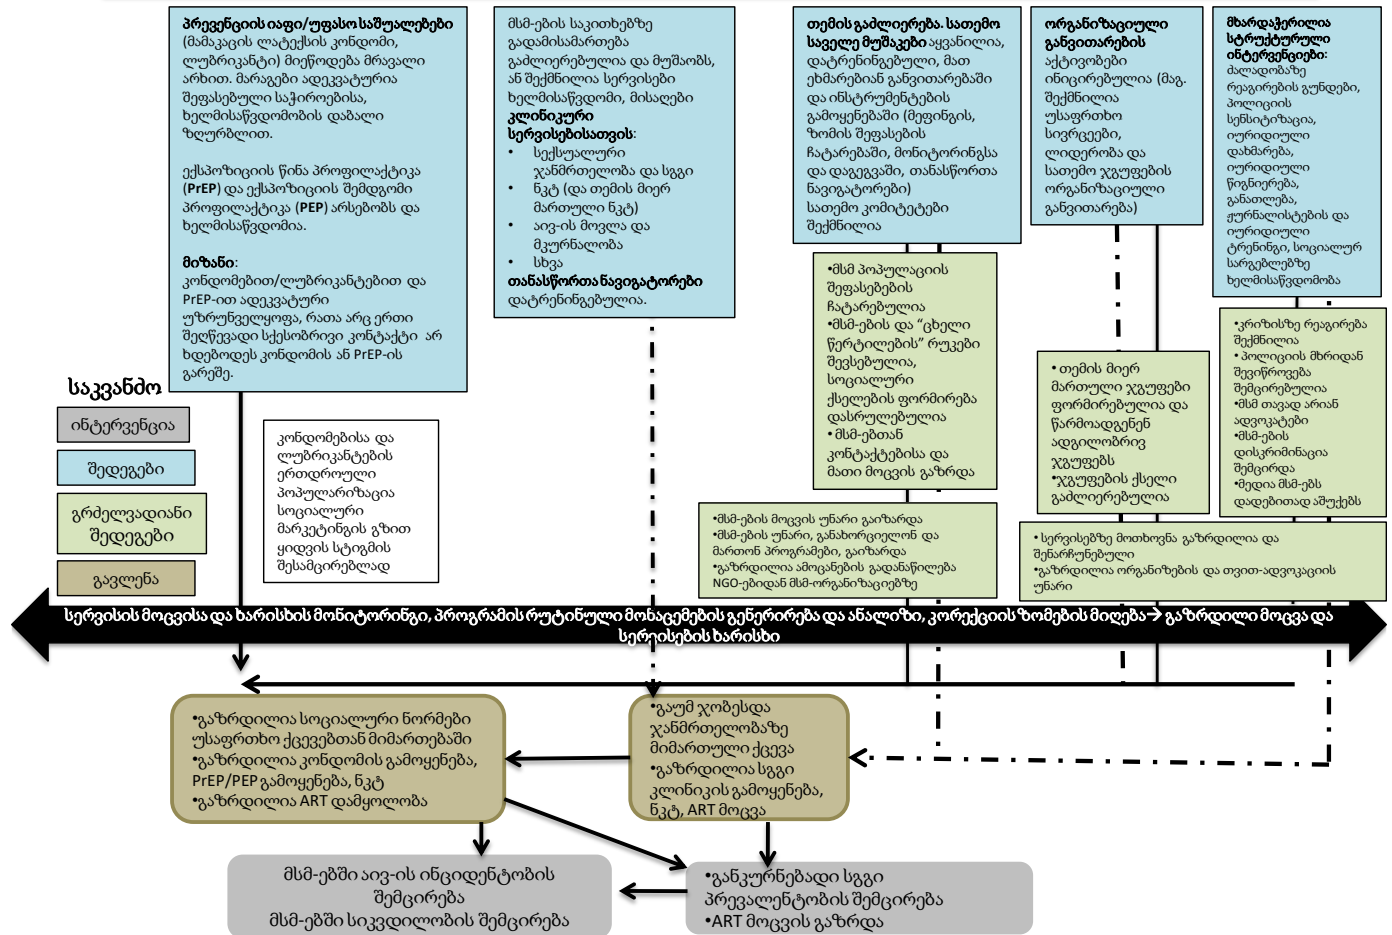 პრევენციის იაფი/უფასო საშუალებები
(მამაკაცის ლატექსის კონდომი,
ლუბრიკანტი) მიეწოდება მრავალი
არხით. მარაგები ადეკვატურია
შეფასებული საჭიროებისა,
ხელმისაწვდომობის დაბალი
ზღურბლით.
ექსპოზიციის წინა პროფილაქტიკა
(PrEP) და ექსპოზიციის შემდგომი
პროფილაქტიკა (PEP) არსებობს და
ხელმისაწვდომია.
მიზანი:
კონდომებით/ლუბრიკანტებით და
PrEP-ით ადეკვატური
უზრუნველყოფა, რათა არც ერთი
შეღწევადი სქესობრივი კონტაქტი არ
ხდებოდეს კონდომის ან PrEP-ის
გარეშე.
მსმ-ების საკითხებზე
გადამისამართება
გაძლიერებულია და მუშაობს,
ან შექმნილია სერვისები
ხელმისაწვდომი, მისაღები
კლინიკური
სერვისებისათვის:
• სექსუალური
ჯანმრთელობა და სგგი
• ნკტ (და თემის მიერ
მართული ნკტ)
• აივ-ის მოვლა და
მკურნალობა
• სხვა
თანასწორთა ნავიგატორები
დატრენინგებულია.
თემის გაძლიერება. სათემო
საველე მუშაკები აყვანილია,
დატრენინგებული, მათ
ეხმარებიან განვითარებაში
და ინსტრუმენტების
გამოყენებაში (მეფინგის,
ზომის შეფასების
ჩატარებაში, მონიტორინგსა
და დაგეგვაში, თანასწორთა
ნავიგატორები)
სათემო კომიტეტები
შექმნილია
ორგანიზაციული
განვითარების
აქტივობები
ინიცირებულია (მაგ.
შექმნილია
უსაფრთხო
სივრცეები,
ლიდერობა და
სათემო ჯგუფების
ორგანიზაციული
განვითარება)
მხარდაჭერილია
სტრუქტურული
ინტერვენციები:
ძალადობაზე
რეაგირების გუნდები,
პოლიციის
სენსიტიზაცია,
იურიდიული
დახმარება,
იურიდიული
წიგნიერება,
განათლება,
ჟურნალისტების და
იურიდიული
ტრენინგი, სოციალურ
სარგებლებზე
ხელმისაწვდომობა
•მსმ პოპულაციის
შეფასებების
ჩატარებულია
•მსმ-ების და “ცხელი
წერტილების” რუკები
შევსებულია,
სოციალური
ქსელების ფორმირება
დასრულებულია
•მსმ-ებთან
კონტაქტებისა და
მათი მოცვის გაზრდა
• თემის მიერ
მართული ჯგუფები
ფორმირებულია და
წარმოადგენენ
ადგილობრივ
ჯგუფებს
•ჯგუფების ქსელი
გაძლიერებულია
•კრიზისზე რეაგირება
შექმნილია
• პოლიციის მხრიდან
შევიწროვება
შემცირებულია
•მსმ თავად არიან
ადვოკატები
•მსმ-ების
დისკრიმინაცია
შემცირდა
•მედია მსმ-ებს
დადებითად აშუქებს
საკვანძო
ინტერვენცია
შედეგები
გრძელვადიანი
შედეგები
გავლენა
კონდომებისა და
ლუბრიკანტების
ერთდროული
პოპულარიზაცია
სოციალური
მარკეტინგის გზით
ყიდვის სტიგმის
შესამცირებლად
•მსმ-ების მოცვის უნარი გაიზარდა
•მსმ-ების უნარი, განახორციელონ და
მართონ პროგრამები, გაიზარდა
•გაზრდილია ამოცანების გადანაწილება
NGO-ებიდან მსმ-ორგანიზაციებზე
• სერვისებზე მოთხოვნა გაზრდილია და
შენარჩუნებული
•გაზრდილია ორგანიზების და თვით-ადვოკაციის
უნარი
სერვისის მოცვისა და ხარისხის მონიტორინგი, პროგრამის რუტინული მონაცემების გენერირება და ანალიზი, კორექციის ზომების მიღება→ გაზრდილი მოცვა და
სერვისების ხარისხი
•გაზრდილია სოციალური ნორმები
უსაფრთხო ქცევებთან მიმართებაში
•გაზრდილია კონდომის გამოყენება,
PrEP/PEP გამოყენება, ნკტ
•გაზრდილია ART დამყოლობა
•გაუმ ჯობესდა
ჯანმრთელობაზე
მიმართული ქცევა
•გაზრდილია სგგი
კლინიკის გამოყენება,
ნკტ, ART მოცვა
მსმ-ებში აივ-ის ინციდენტობის
შემცირება
მსმ-ებში სიკვდილობის შემცირება
•განკურნებადი სგგი
პრევალენტობის შემცირება
•ART მოცვის გაზრდა